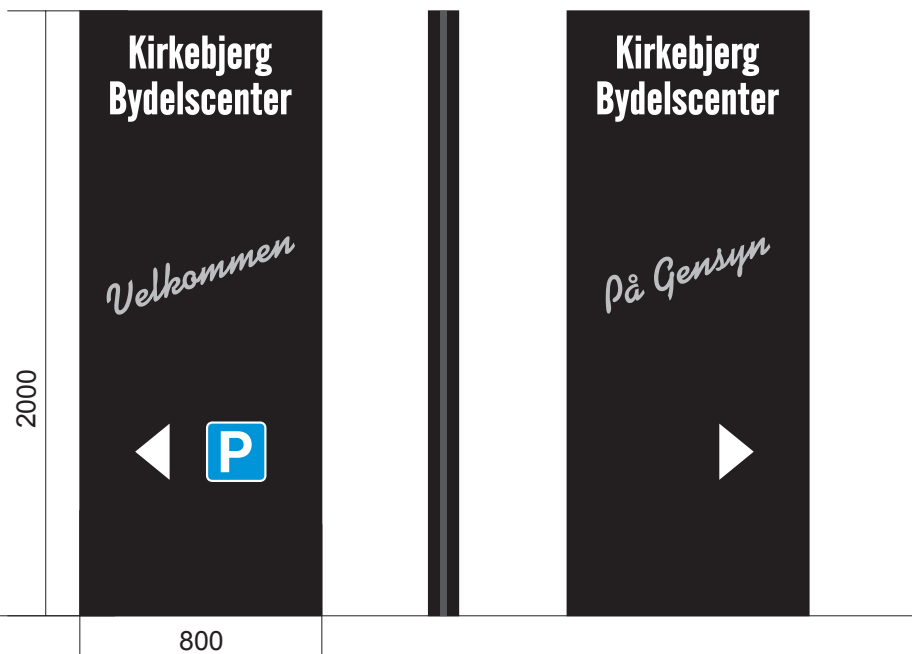 Kirkebjerg
Bydelscenter
Velkommen
P
Kirkebjerg
Bydelscenter
På Gensyn
2000
800